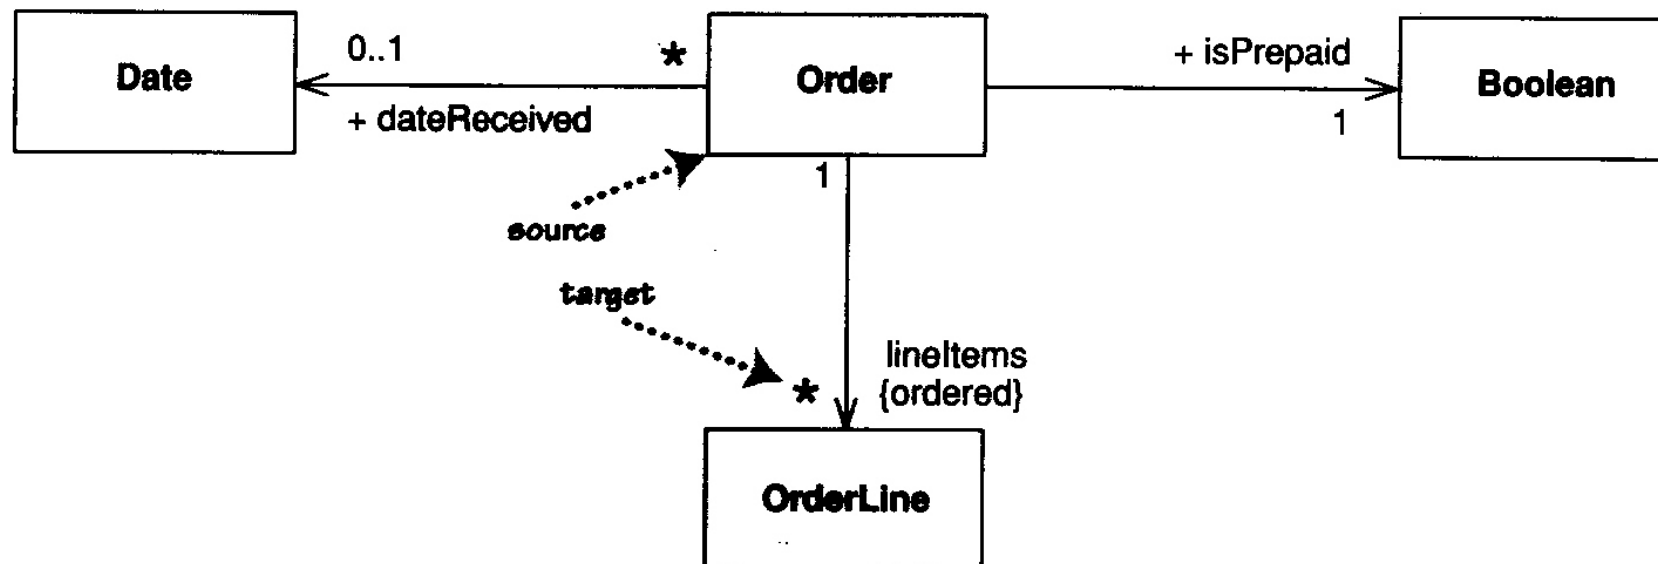 Date
0..1
*
+ dateReceived
Order
+ isPrepaid
1
Boolean
1
source
target
*
lineItems
{ordered}
OrderLine